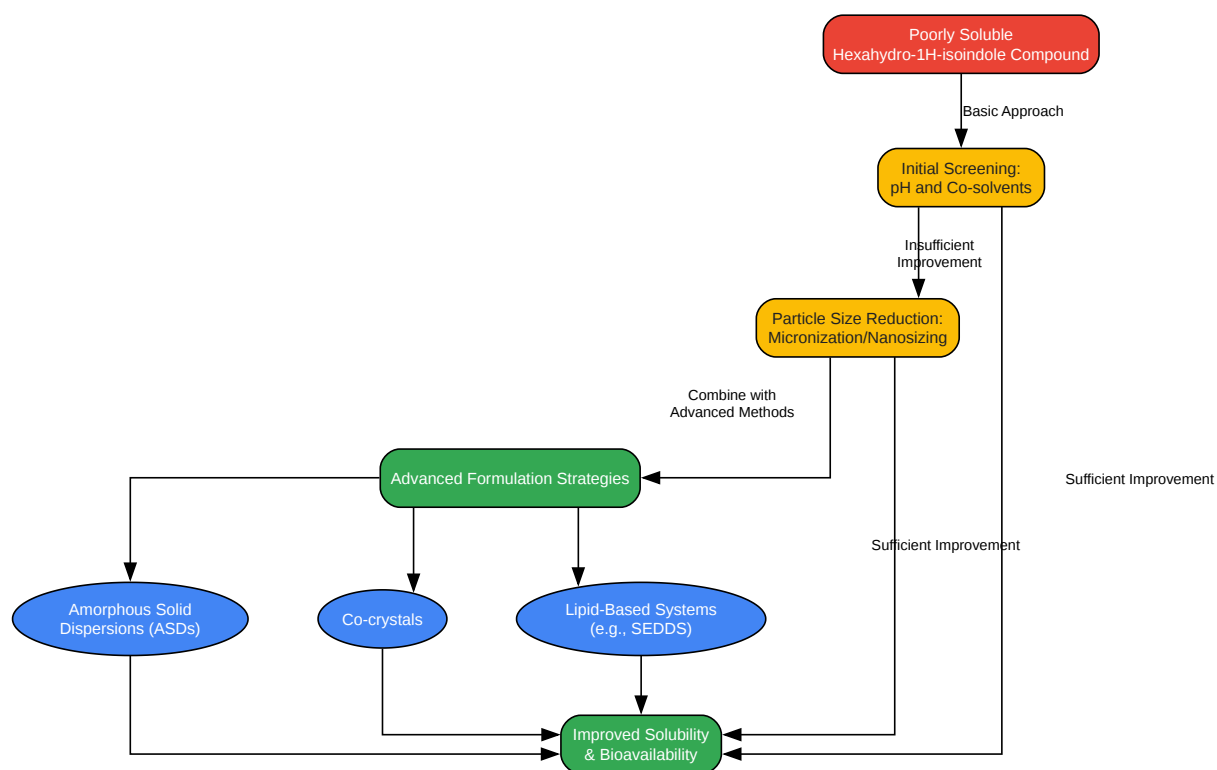 Poorly Soluble
Hexahydro-1H-isoindole Compound
Basic Approach
Initial Screening:
pH and Co-solvents
Insufficient
Improvement
Particle Size Reduction:
Micronization/Nanosizing
Combine with
Advanced Methods
Advanced Formulation Strategies
Sufficient Improvement
Sufficient Improvement
Amorphous Solid
Dispersions (ASDs)
Co-crystals
Lipid-Based Systems
(e.g., SEDDS)
Improved Solubility
& Bioavailability